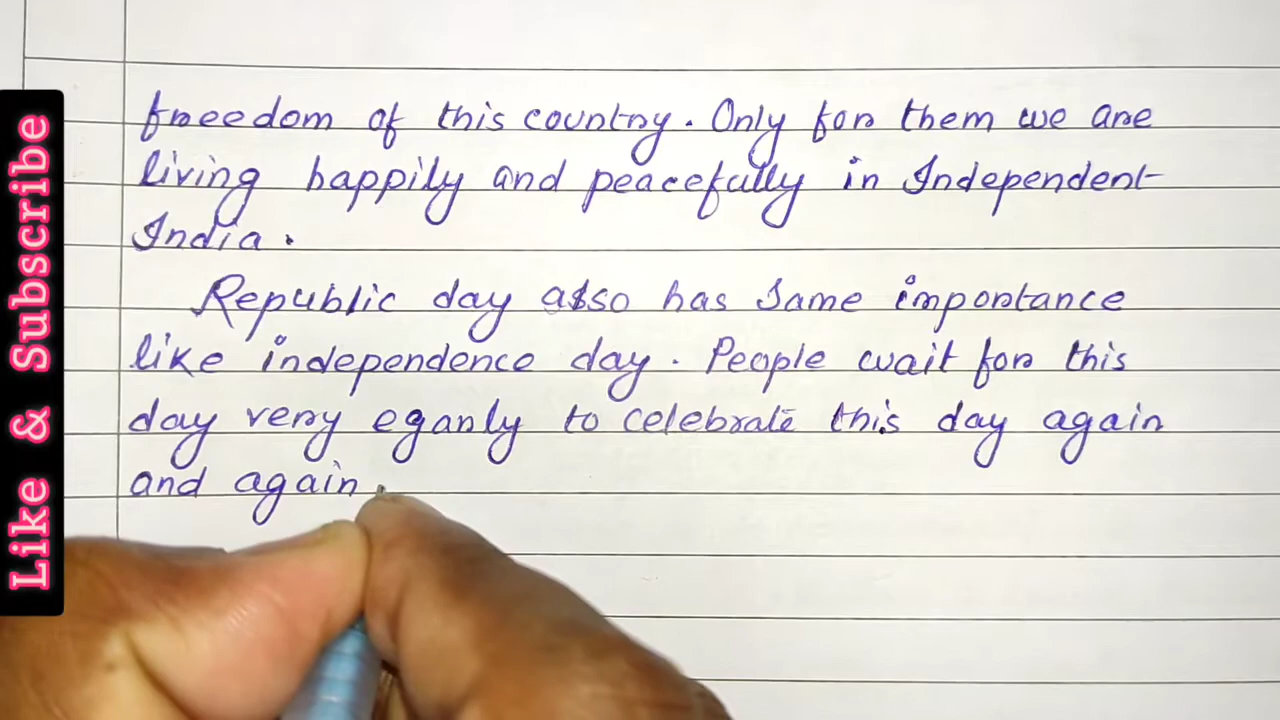 Like & Subscribe
freedom of this country. Only for them we are
living happily and peacefully in Independent
India.
Republic day also has same importance
like independence day. People wait for this
day very egarly to celebrate this day again
and again.